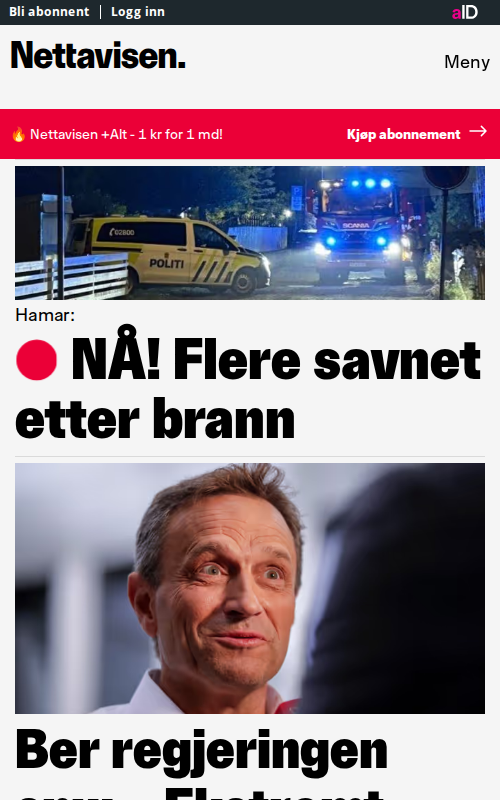 Bli abonnent | Logg inn
aID
Nettavisen.
Meny
🔥 Nettavisen +Alt - 1 kr for 1 md!
Kjøp abonnement →
02800
POLITI
SCANIA
Hamar:
NÅ! Flere savnet
etter brann
Ber regjeringen